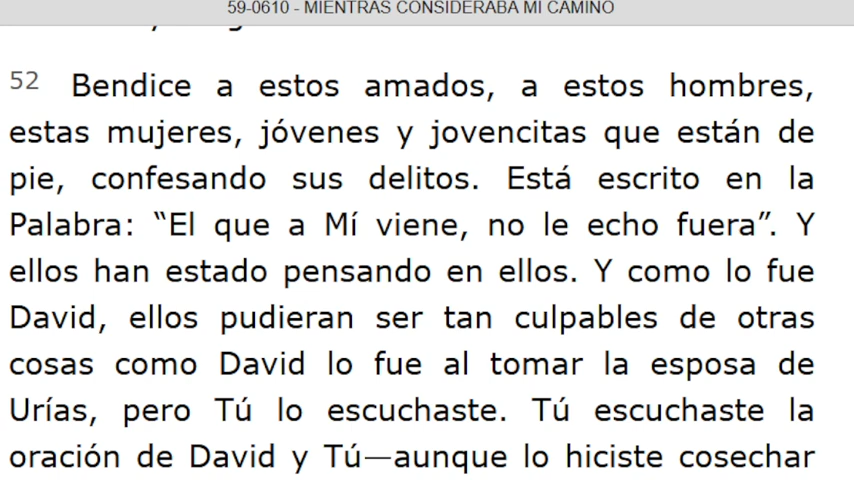 59-0610 - MIENTRAS CONSIDERABA MI CAMINO
52 Bendice a estos amados, a estos hombres,
estas mujeres, jóvenes y jovencitas que están de
pie, confesando sus delitos. Está escrito en la
Palabra: “El que a Mí viene, no le echo fuera”. Y
ellos han estado pensando en ellos. Y como lo fue
David, ellos pudieran ser tan culpables de otras
cosas como David lo fue al tomar la esposa de
Urías, pero Tú lo escuchaste. Tú escuchaste la
oración de David y Tú—aunque lo hiciste cosechar